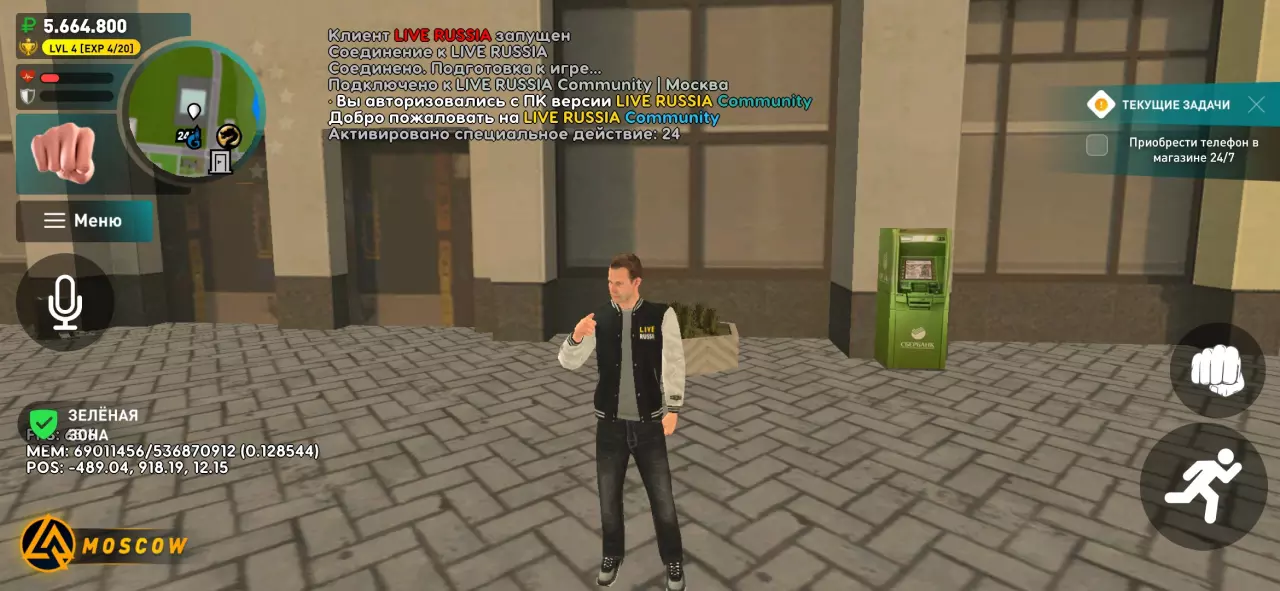 ₽ 5.664.800
LVL 4 [EXP 4/20]
Клиент LIVE RUSSIA запущен
Соединение к LIVE RUSSIA
Соединено. Подготовка к игре...
Подключено к LIVE RUSSIA Community | Москва
· Вы авторизовались с ПК версии LIVE RUSSIA Community
Добро пожаловать на LIVE RUSSIA Community
Активировано специальное действие: 24
ТЕКУЩИЕ ЗАДАЧИ
Приобрести телефон в
магазине 24/7
24
Меню
LIVE
RUSSIA
СБЕРБАНК
ЗЕЛЁНАЯ
ЗОНА
MEM: 69011456/536870912 (0.128544)
POS: -489.04, 918.19, 12.15
MOSCOW